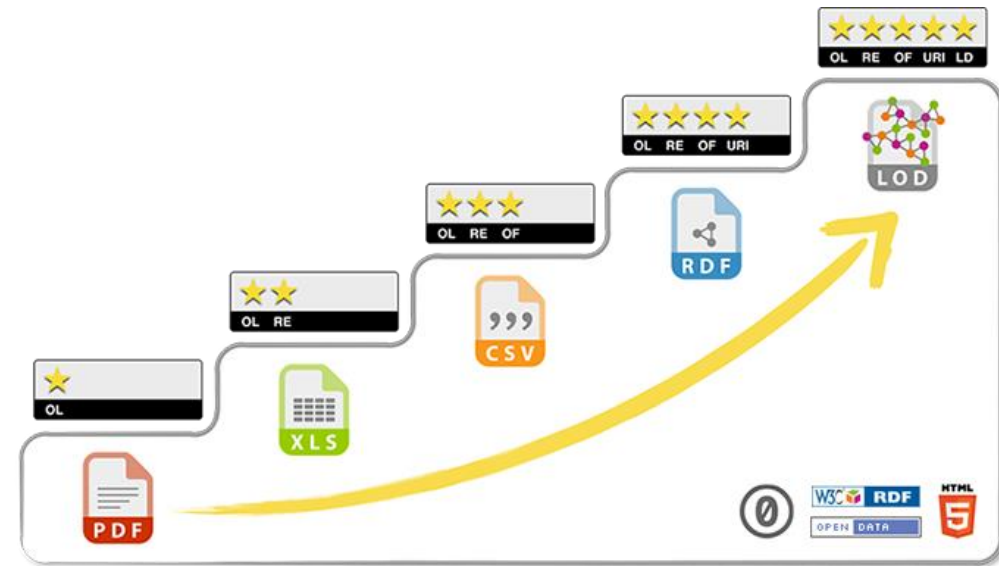 OL RE OF URI LD
LOD
OL RE OF URI
RDF
OL RE OF
,,,
CSV
OL RE
XLS
OL
PDF
0
W3C RDF
OPEN DATA
HTML
5